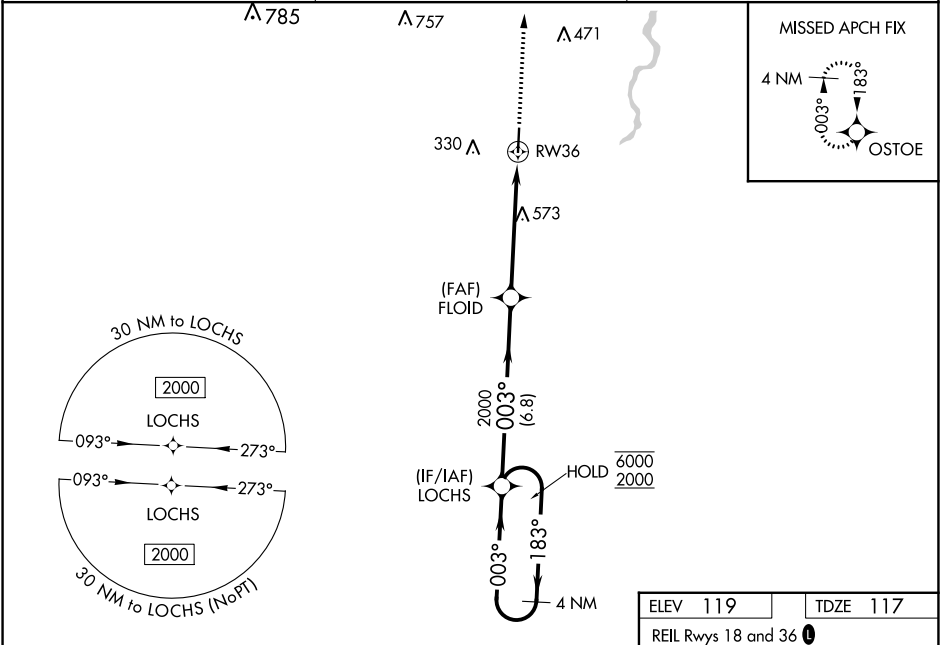 785
757
471
MISSED APCH FIX
4 NM
183°
003°
OSTOE
330
RW36
573
(FAF)
FLOID
30 NM to LOCHS
2000
LOCHS
093°
273°
093°
273°
LOCHS
2000
30 NM to LOCHS (NoPT)
2000
003°
(6.8)
(IF/IAF)
LOCHS
HOLD
6000
2000
003°
183°
4 NM
ELEV 119
TDZE 117
REIL Rwys 18 and 36 L